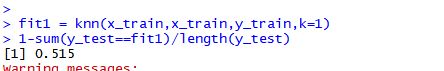 >
> fit1 = knn(x_train,x_train,y_train,k=1)
> 1-sum(y_test==fit1)/length(y_test)
[1] 0.515
Warning messages: